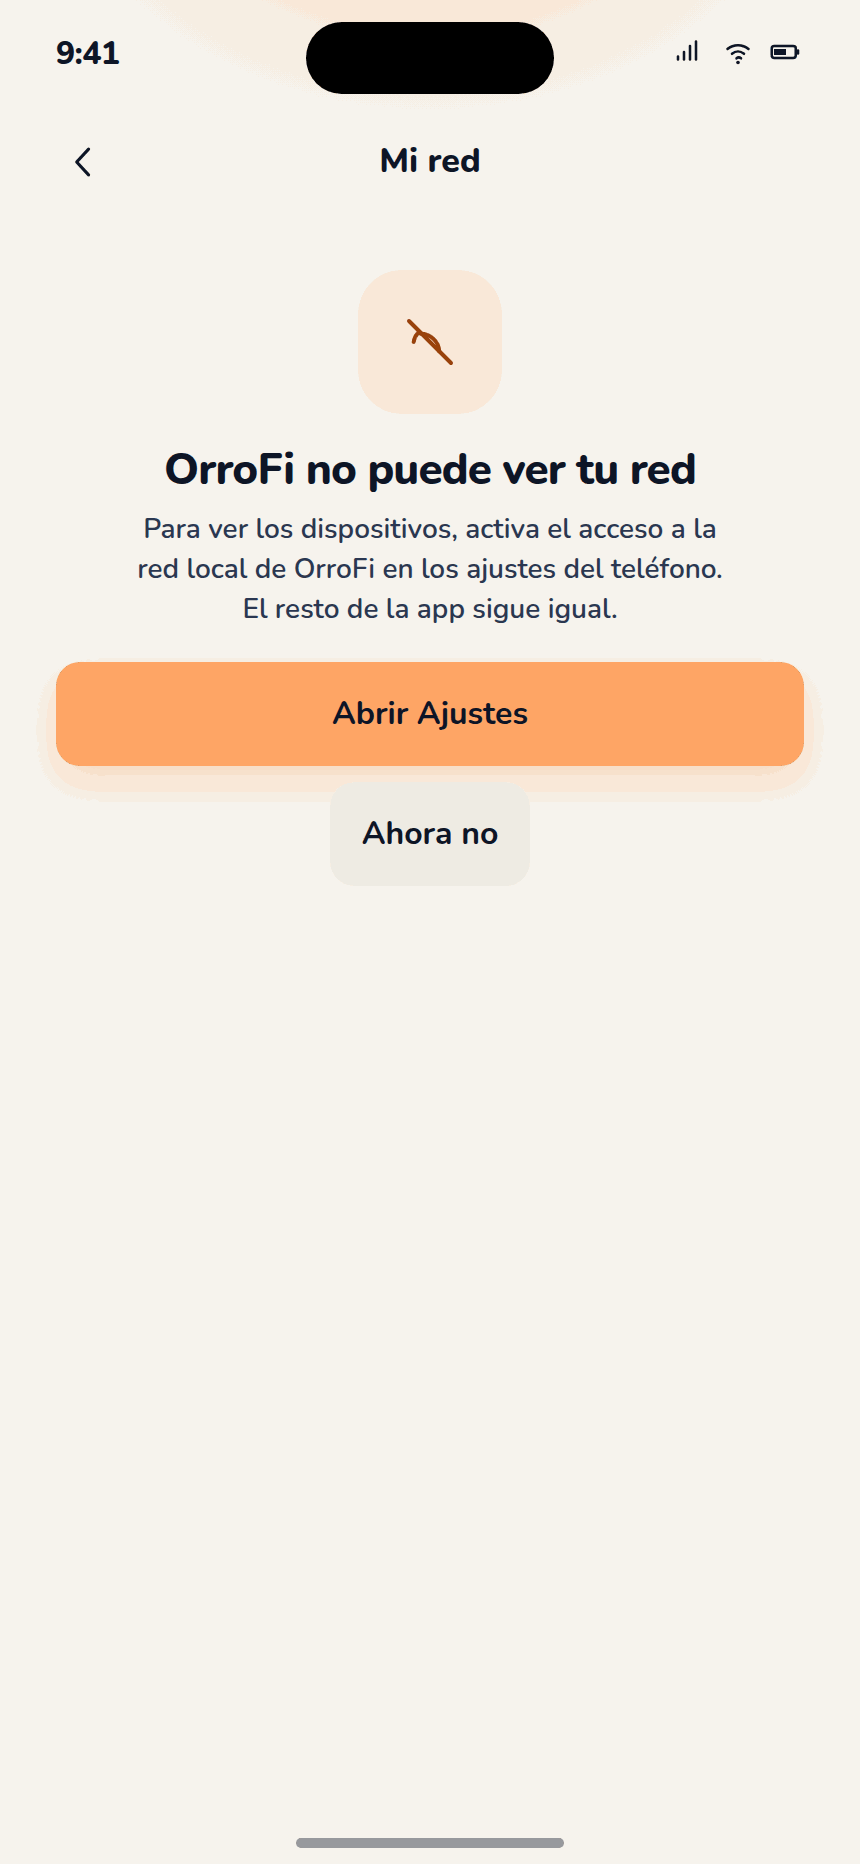 9:41
Mi red
OrroFi no puede ver tu red
Para ver los dispositivos, activa el acceso a la
red local de OrroFi en los ajustes del teléfono.
El resto de la app sigue igual.
Abrir Ajustes
Ahora no